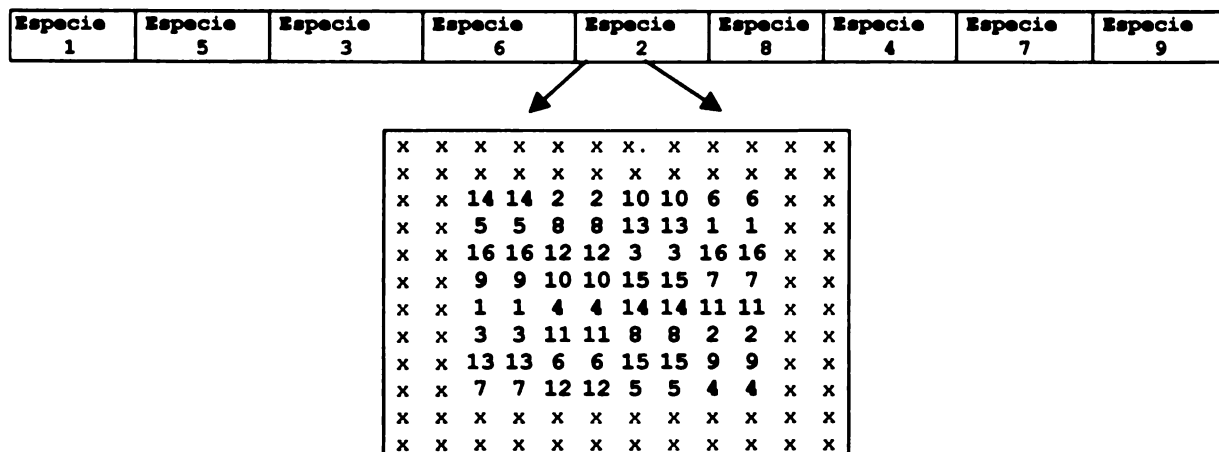 Especie Especie Especie Especie Especie Especie Especie Especie Especie
1 5 3 6 2 8 4 7 9
x x x x x x. x x x x x
x x x x x x x x x x x
x x 14 14 2 2 10 10 6 6 x x
x x 5 5 8 8 13 13 1 1 x x
x x 16 16 12 12 3 3 16 16 x x
x x 9 9 10 10 15 15 7 7 x x
x x 1 1 4 4 14 14 11 11 x x
x x 3 3 11 11 8 8 2 2 x x
x x 13 13 6 6 15 15 9 9 x x
x x 7 7 12 12 5 5 4 4 x x
x x x x x x x x x x x x
x x x x x x x x x x x x